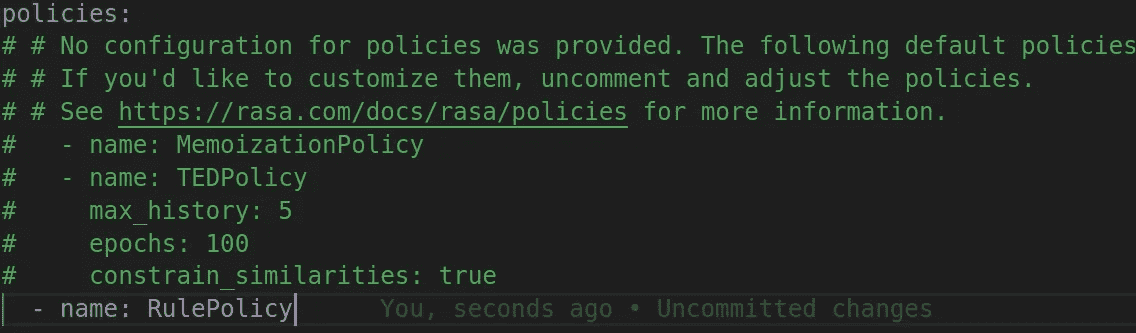 policies:
# # No configuration for policies was provided. The following default policies
# # If you'd like to customize them, uncomment and adjust the policies.
# # See https://rasa.com/docs/rasa/policies for more information.
#   - name: MemoizationPolicy
#   - name: TEDPolicy
#     max_history: 5
#     epochs: 100
#     constrain_similarities: true
  - name: RulePolicy      You, seconds ago • Uncommitted changes